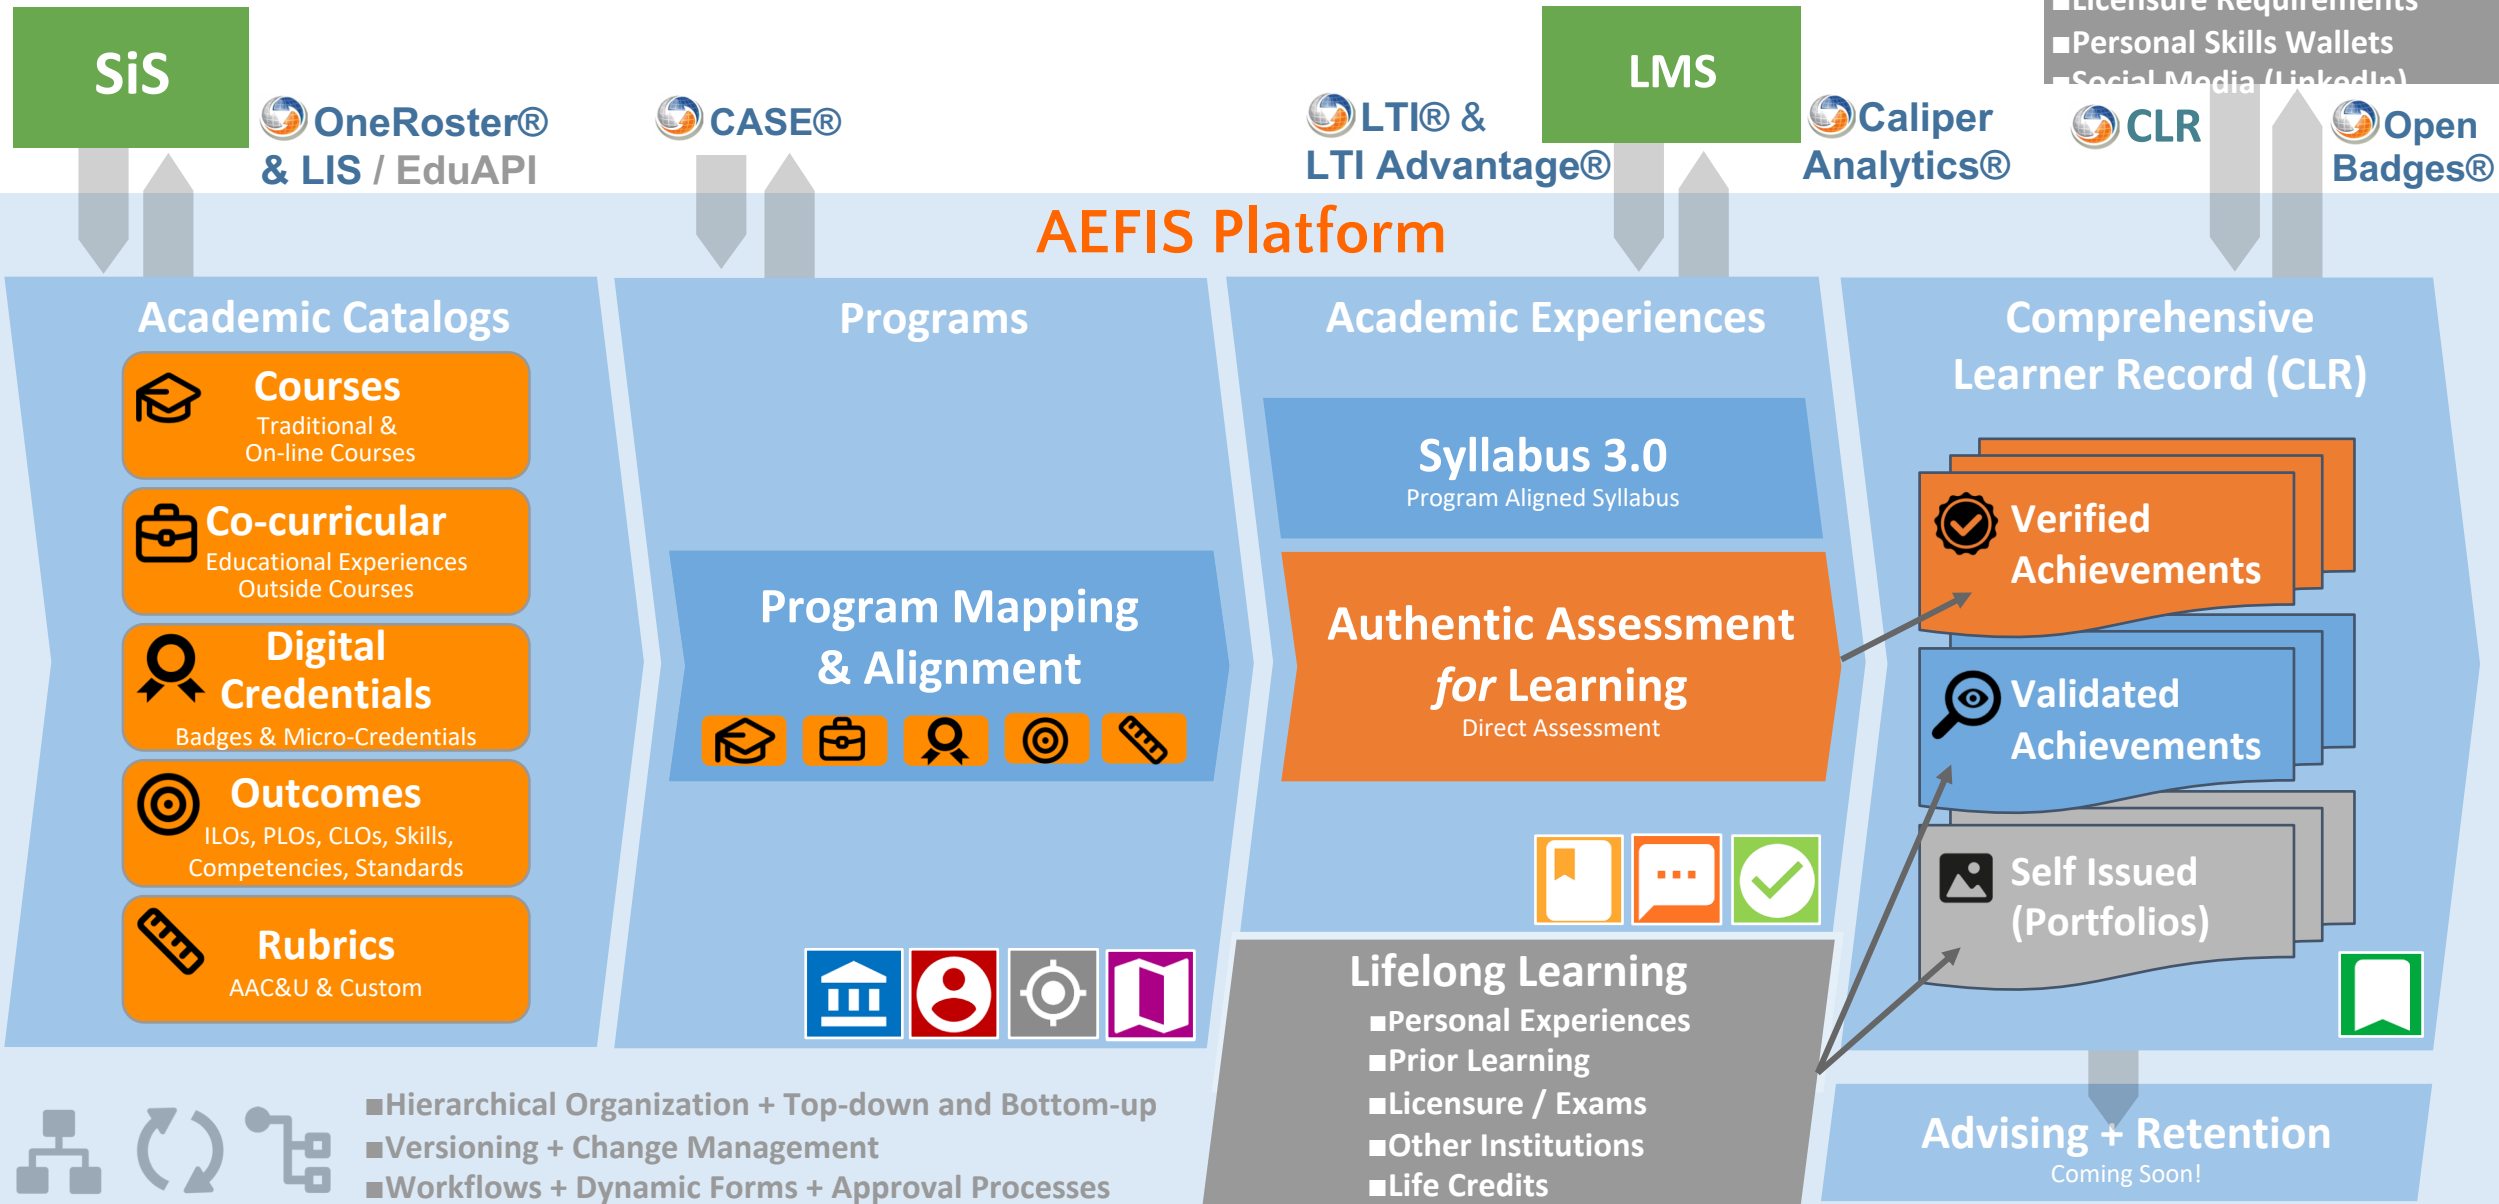 SiS
OneRoster®
& LIS / EduAPI
CASE®
LTI® &
LTI Advantage®
LMS
Caliper
Analytics®
■Licensure Requirements
■Personal Skills Wallets
■Social Media (LinkedIn)
CLR
Open
Badges®
AEFIS Platform
Academic Catalogs
Courses
Traditional &
On-line Courses
Co-curricular
Educational Experiences
Outside Courses
Digital
Credentials
Badges & Micro-Credentials
Outcomes
ILOs, PLOs, CLOs, Skills,
Competencies, Standards
Rubrics
AAC&U & Custom
Programs
Program Mapping
& Alignment
Academic Experiences
Syllabus 3.0
Program Aligned Syllabus
Authentic Assessment
for Learning
Direct Assessment
Lifelong Learning
■Personal Experiences
■Prior Learning
■Licensure / Exams
■Other Institutions
■Life Credits
Comprehensive
Learner Record (CLR)
Verified
Achievements
Validated
Achievements
Self Issued
(Portfolios)
Advising + Retention
Coming Soon!
■Hierarchical Organization + Top-down and Bottom-up
■Versioning + Change Management
■Workflows + Dynamic Forms + Approval Processes